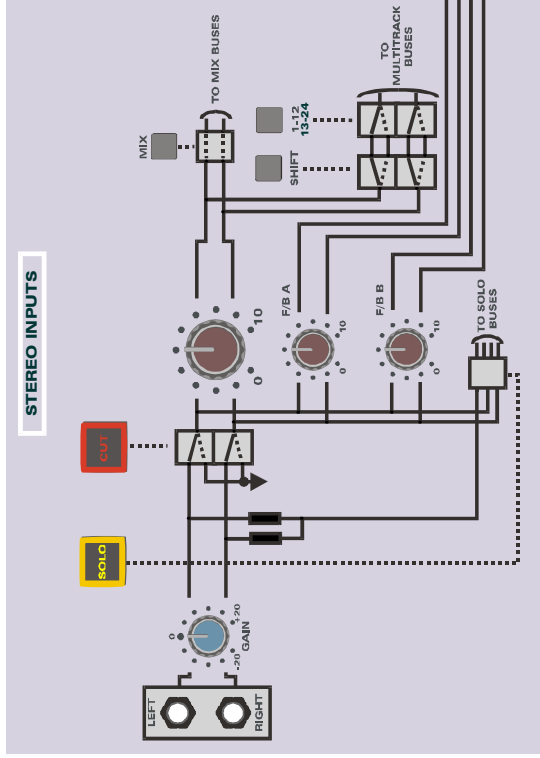 STEREO INPUTS
LEFT
RIGHT
0
-20
+20
GAIN
SOLO
CUT
0
10
F/B A
0
10
F/B B
0
10
TO SOLO
BUSES
MIX
TO MIX BUSES
SHIFT
1-12
13-24
TO
MULTITRACK
BUSES